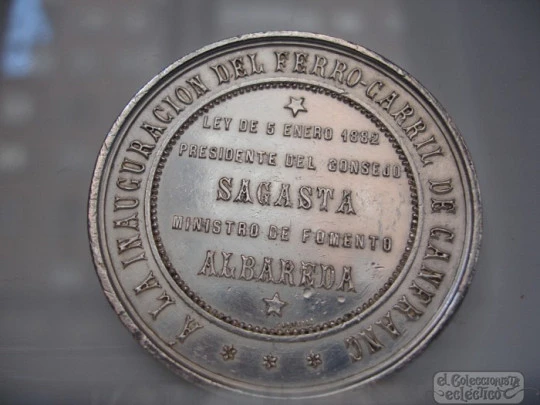 A LA INAUGURACION DEL FERRO-CARRIL DE CANFRANC
LEY DE 5 ENERO 1882
PRESIDENTE DEL CONSEJO
SAGASTA
MINISTRO DE FOMENTO
ALBAREDA
el Coleccionista
ecléctico